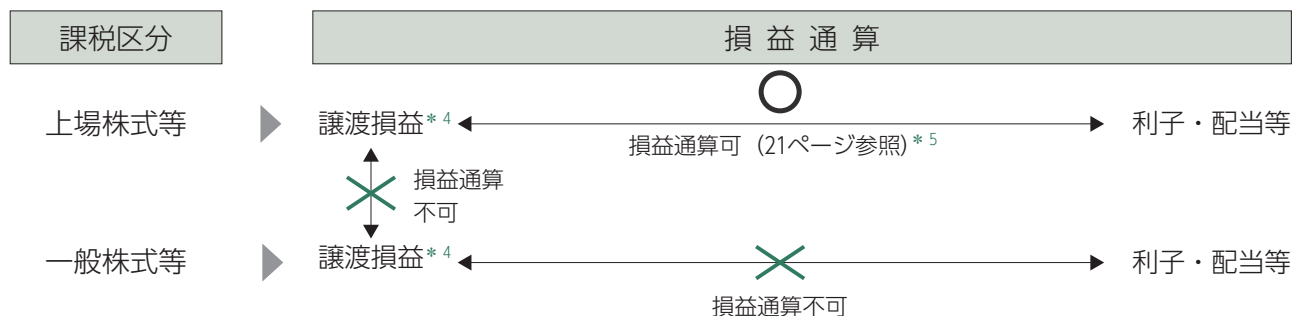 課税区分
損益通算
上場株式等
譲渡損益*4
損益通算可（21ページ参照）*5
利子・配当等
損益通算
不可
一般株式等
譲渡損益*4
利子・配当等
損益通算不可